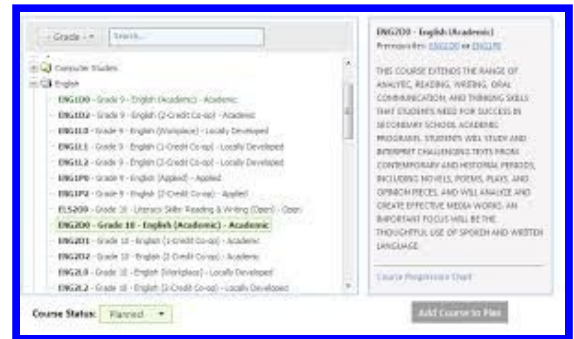 - Grade -
Search...
Computer Studies
English
ENG1D0 - Grade 9 - English (Academic) - Academic
ENG1D2 - Grade 9 - English (2-Credit Co-op) - Academic
ENG1L0 - Grade 9 - English (Workplace) - Locally Developed
ENG1L1 - Grade 9 - English (1-Credit Co-op) - Locally Developed
ENG1L2 - Grade 9 - English (2-Credit Co-op) - Locally Developed
ENG1P0 - Grade 9 - English (Applied) - Applied
ENG1P2 - Grade 9 - English (2-Credit Co-op) - Applied
ELS2O0 - Grade 10 - Literacy Skills: Reading & Writing (Open) - Open
ENG2D0 - Grade 10 - English (Academic) - Academic
ENG2D1 - Grade 10 - English (1-Credit Co-op) - Academic
ENG2D2 - Grade 10 - English (2-Credit Co-op) - Academic
ENG2L0 - Grade 10 - English (Workplace) - Locally Developed
ENG2L2 - Grade 10 - English (2-Credit Co-op) - Locally Developed
Course Status: Planned
ENG2D0 - English (Academic)
Prerequisite: ENG1D0 or ENG1P0
THIS COURSE EXTENDS THE RANGE OF
ANALYTIC, READING, WRITING, ORAL
COMMUNICATION, AND THINKING SKILLS
THAT STUDENTS NEED FOR SUCCESS IN
SECONDARY SCHOOL ACADEMIC
PROGRAMS. STUDENTS WILL STUDY AND
INTERPRET CHALLENGING TEXTS FROM
CONTEMPORARY AND HISTORIAL PERIODS,
INCLUDING NOVELS, POEMS, PLAYS, AND
OPINION PIECES, AND WILL ANALYZE AND
CREATE EFFECTIVE MEDIA WORKS. AN
IMPORTANT FOCUS WILL BE THE
THOUGHTFUL USE OF SPOKEN AND WRITTEN
LANGUAGE.
Course Progression Chart
Add Course to Plan